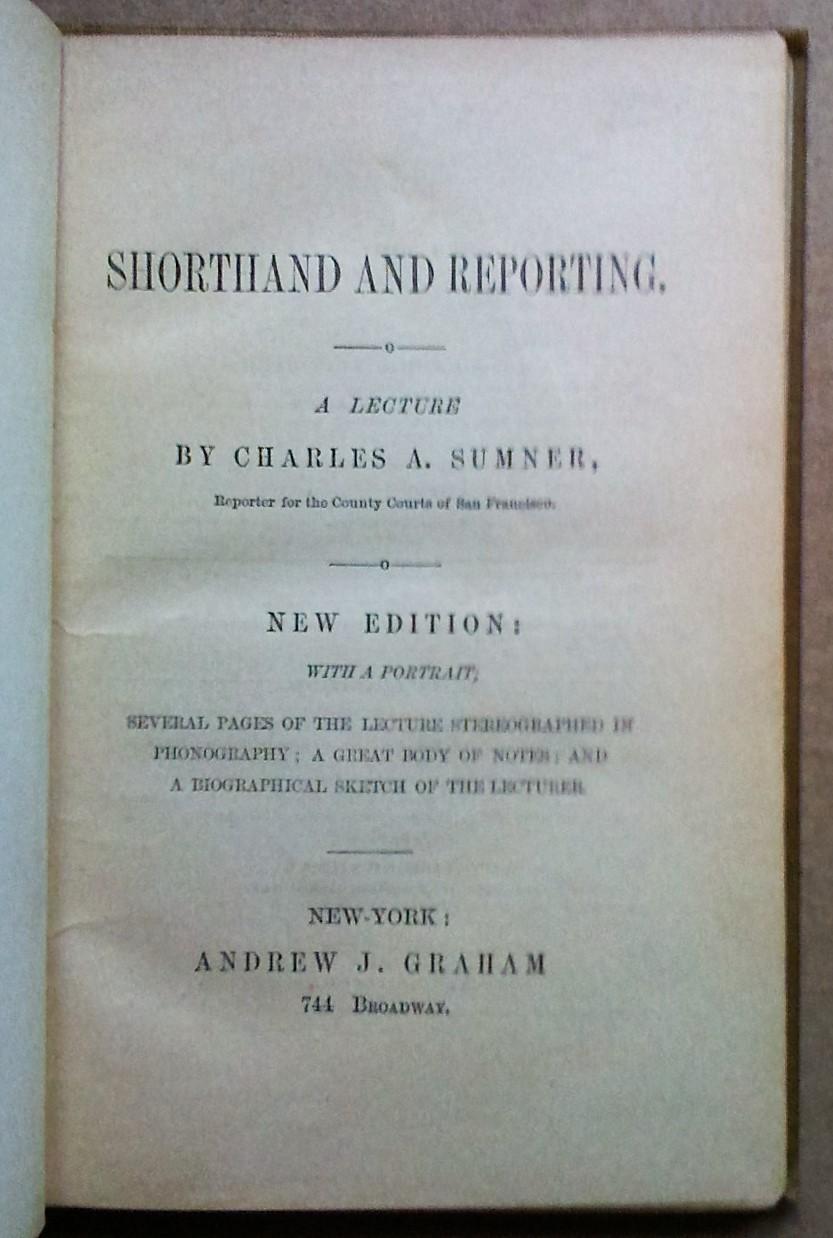 SHORTHAND AND REPORTING.
o
A LECTURE
BY CHARLES A. SUMNER,
Reporter for the County Courts of San Francisco.
o
NEW EDITION:
WITH A PORTRAIT;
SEVERAL PAGES OF THE LECTURE STEREOGRAPHED IN
PHONOGRAPHY; A GREAT BODY OF NOTES; AND
A BIOGRAPHICAL SKETCH OF THE LECTURER
NEW-YORK:
ANDREW J. GRAHAM
744 BROADWAY.